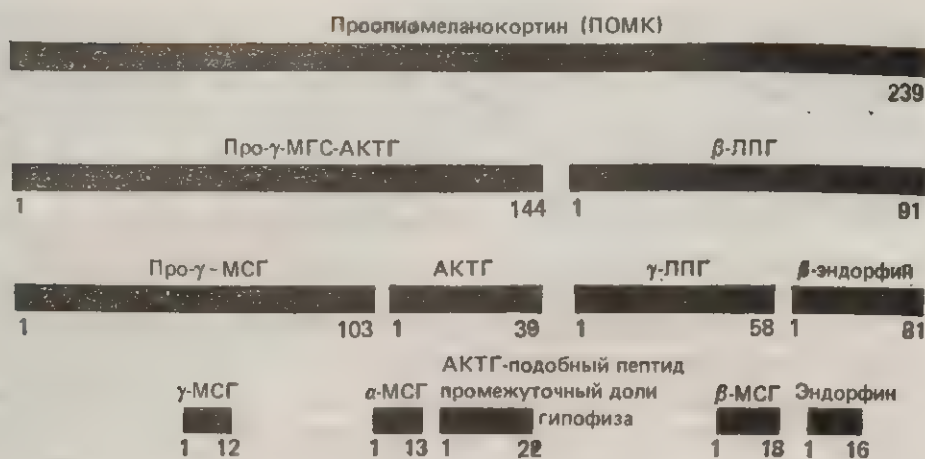 Проопиомеланокортин (ПОМК)
239
Про-γ-МГС-АКТГ β-ЛПГ
1 144 1 91
Про-γ-МСГ АКТГ γ-ЛПГ β-эндорфин
1 103 1 39 1 58 1 31
АКТГ-подобный пептид
γ-МСГ α-МСГ промежуточный доли β-МСГ Эндорфин
гипофиза
1 12 1 13 1 22 1 18 1 16